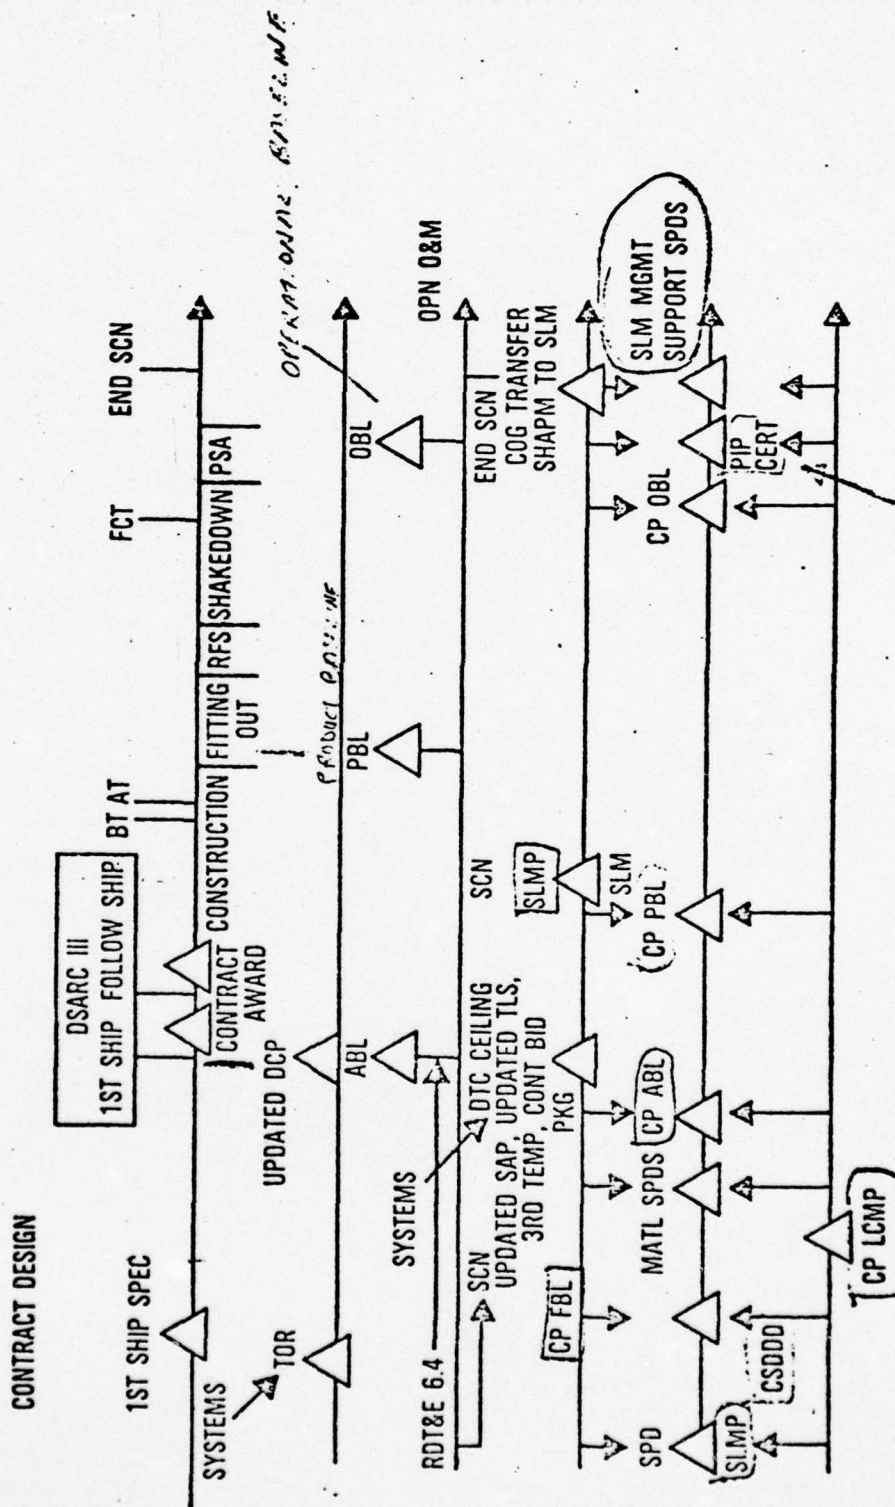 CONTRACT DESIGN
DSARC III
1ST SHIP FOLLOW SHIP
BT AT
FCT
END SCN
1ST SHIP SPEC
CONTRACT
AWARD
CONSTRUCTION
FITTING
OUT
RFS
SHAKEDOWN
PSA
SYSTEMS
TOR
UPDATED DCP
PRODUCT BASELINE
OPERATIONAL BASELINE
ABL
PBL
OBL
OPN O&M
RDT&E 6.4
SYSTEMS
SCN
DTC CEILING
UPDATED SAP, UPDATED TLS,
3RD TEMP, CONT BID
PKG
SCN
END SCN
COG TRANSFER
SHAPM TO SLM
CP FBL
SLMP
SLM
SPD
MATL SPDS
CP ABL
CP PBL
CP OBL
SLM MGMT
SUPPORT SPDS
SLMP
CSDDD
PIP
CERT
CP LCMP